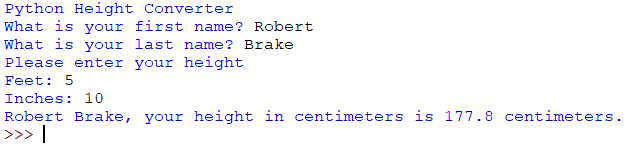 Python Height Converter
What is your first name? Robert
What is your last name? Brake
Please enter your height
Feet: 5
Inches: 10
Robert Brake, your height in centimeters is 177.8 centimeters.
>>>